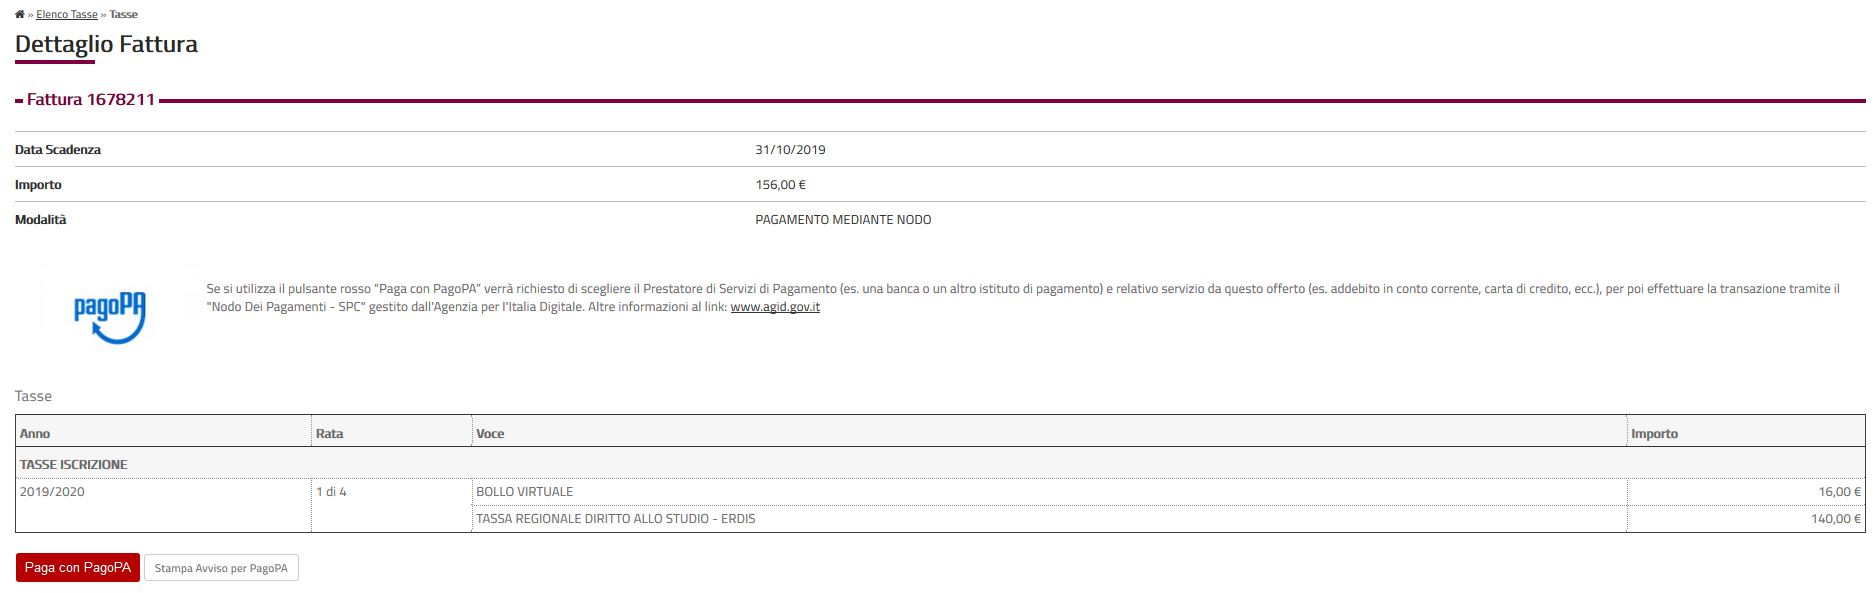 » Elenco Tasse » Tasse
Dettaglio Fattura
Fattura 1678211
Data Scadenza 31/10/2019
Importo 156,00 €
Modalità PAGAMENTO MEDIANTE NODO
pagoPA
Se si utilizza il pulsante rosso “Paga con PagoPA” verrà richiesto di scegliere il Prestatore di Servizi di Pagamento (es. una banca o un altro istituto di pagamento) e relativo servizio da questo offerto (es. addebito in conto corrente, carta di credito, ecc.), per poi effettuare la transazione tramite il
"Nodo Dei Pagamenti - SPC" gestito dall'Agenzia per l'Italia Digitale. Altre informazioni al link: www.agid.gov.it
Tasse
Anno Rata Voce Importo
TASSE ISCRIZIONE
2019/2020 1 di 4 BOLLO VIRTUALE 16,00 €
TASSA REGIONALE DIRITTO ALLO STUDIO - ERDIS 140,00 €
Paga con PagoPA Stampa Avviso per PagoPA